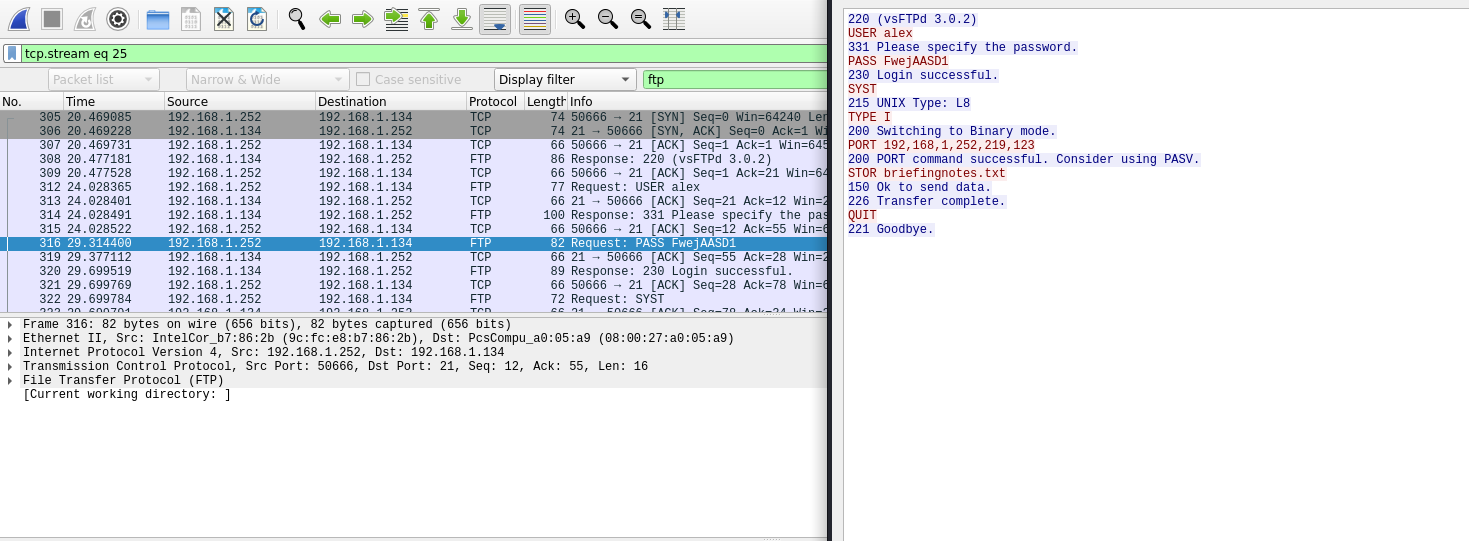 tcp.stream eq 25
Packet list Narrow & Wide Case sensitive Display filter ftp
No. Time Source Destination Protocol Length Info
305 20.469085 192.168.1.252 192.168.1.134 TCP 74 50666 → 21 [SYN] Seq=0 Win=64240 Len
306 20.469228 192.168.1.134 192.168.1.252 TCP 74 21 → 50666 [SYN, ACK] Seq=0 Ack=1 Wi
307 20.469731 192.168.1.252 192.168.1.134 TCP 66 50666 → 21 [ACK] Seq=1 Ack=1 Win=645
308 20.477181 192.168.1.134 192.168.1.252 FTP 86 Response: 220 (vsFTPd 3.0.2)
309 20.477528 192.168.1.252 192.168.1.134 TCP 66 50666 → 21 [ACK] Seq=1 Ack=21 Win=64
312 24.028365 192.168.1.252 192.168.1.134 FTP 77 Request: USER alex
313 24.028401 192.168.1.134 192.168.1.252 TCP 66 21 → 50666 [ACK] Seq=21 Ack=12 Win=2
314 24.028491 192.168.1.134 192.168.1.252 FTP 100 Response: 331 Please specify the pas
315 24.028522 192.168.1.252 192.168.1.134 TCP 66 50666 → 21 [ACK] Seq=12 Ack=55 Win=6
316 29.314400 192.168.1.252 192.168.1.134 FTP 82 Request: PASS FwejAASD1
319 29.377112 192.168.1.134 192.168.1.252 TCP 66 21 → 50666 [ACK] Seq=55 Ack=28 Win=2
320 29.699519 192.168.1.134 192.168.1.252 FTP 89 Response: 230 Login successful.
321 29.699769 192.168.1.252 192.168.1.134 TCP 66 50666 → 21 [ACK] Seq=28 Ack=78 Win=6
322 29.699784 192.168.1.252 192.168.1.134 FTP 72 Request: SYST
Frame 316: 82 bytes on wire (656 bits), 82 bytes captured (656 bits)
Ethernet II, Src: IntelCor_b7:86:2b (9c:fc:e8:b7:86:2b), Dst: PcsCompu_a0:05:a9 (08:00:27:a0:05:a9)
Internet Protocol Version 4, Src: 192.168.1.252, Dst: 192.168.1.134
Transmission Control Protocol, Src Port: 50666, Dst Port: 21, Seq: 12, Ack: 55, Len: 16
File Transfer Protocol (FTP)
[Current working directory: ]
220 (vsFTPd 3.0.2)
USER alex
331 Please specify the password.
PASS FwejAASD1
230 Login successful.
SYST
215 UNIX Type: L8
TYPE I
200 Switching to Binary mode.
PORT 192,168,1,252,219,123
200 PORT command successful. Consider using PASV.
STOR briefingnotes.txt
150 Ok to send data.
226 Transfer complete.
QUIT
221 Goodbye.